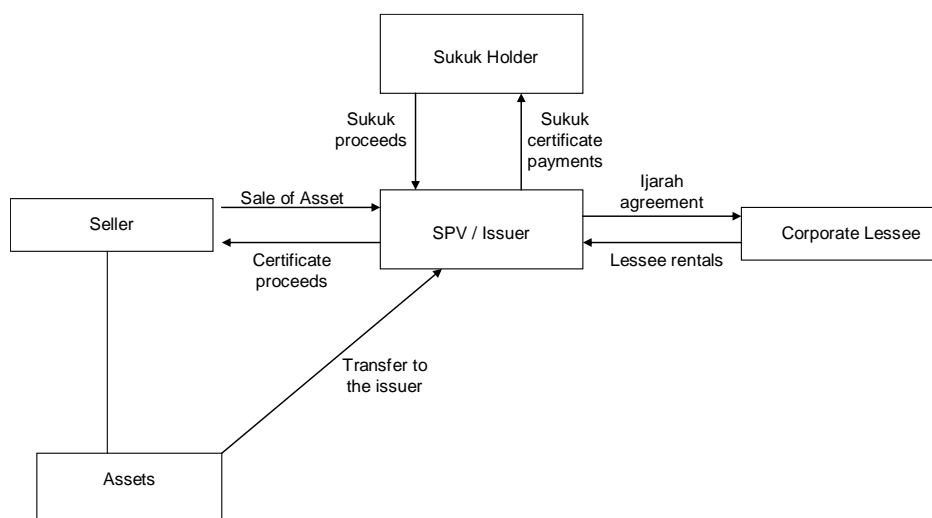 Sukuk Holder
Sukuk
proceeds
Sukuk
certificate
payments
Sale of Asset
Ijarah
agreement
Seller
SPV / Issuer
Corporate Lessee
Certificate
proceeds
Lessee rentals
Transfer to
the issuer
Assets